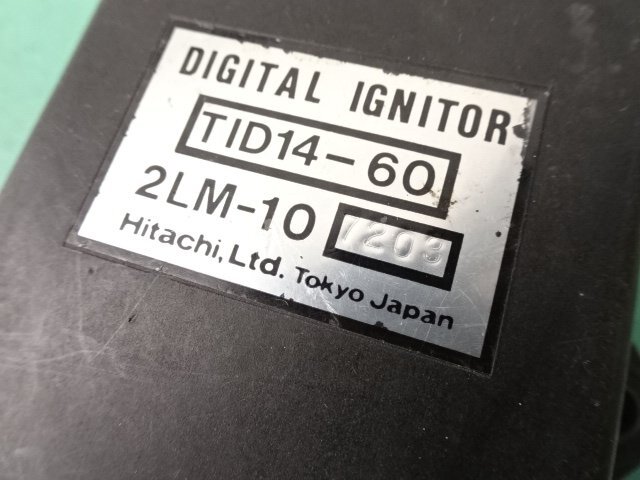 DIGITAL IGNITOR
TID14-60
2LM-10 7203
Hitachi, Ltd. Tokyo Japan